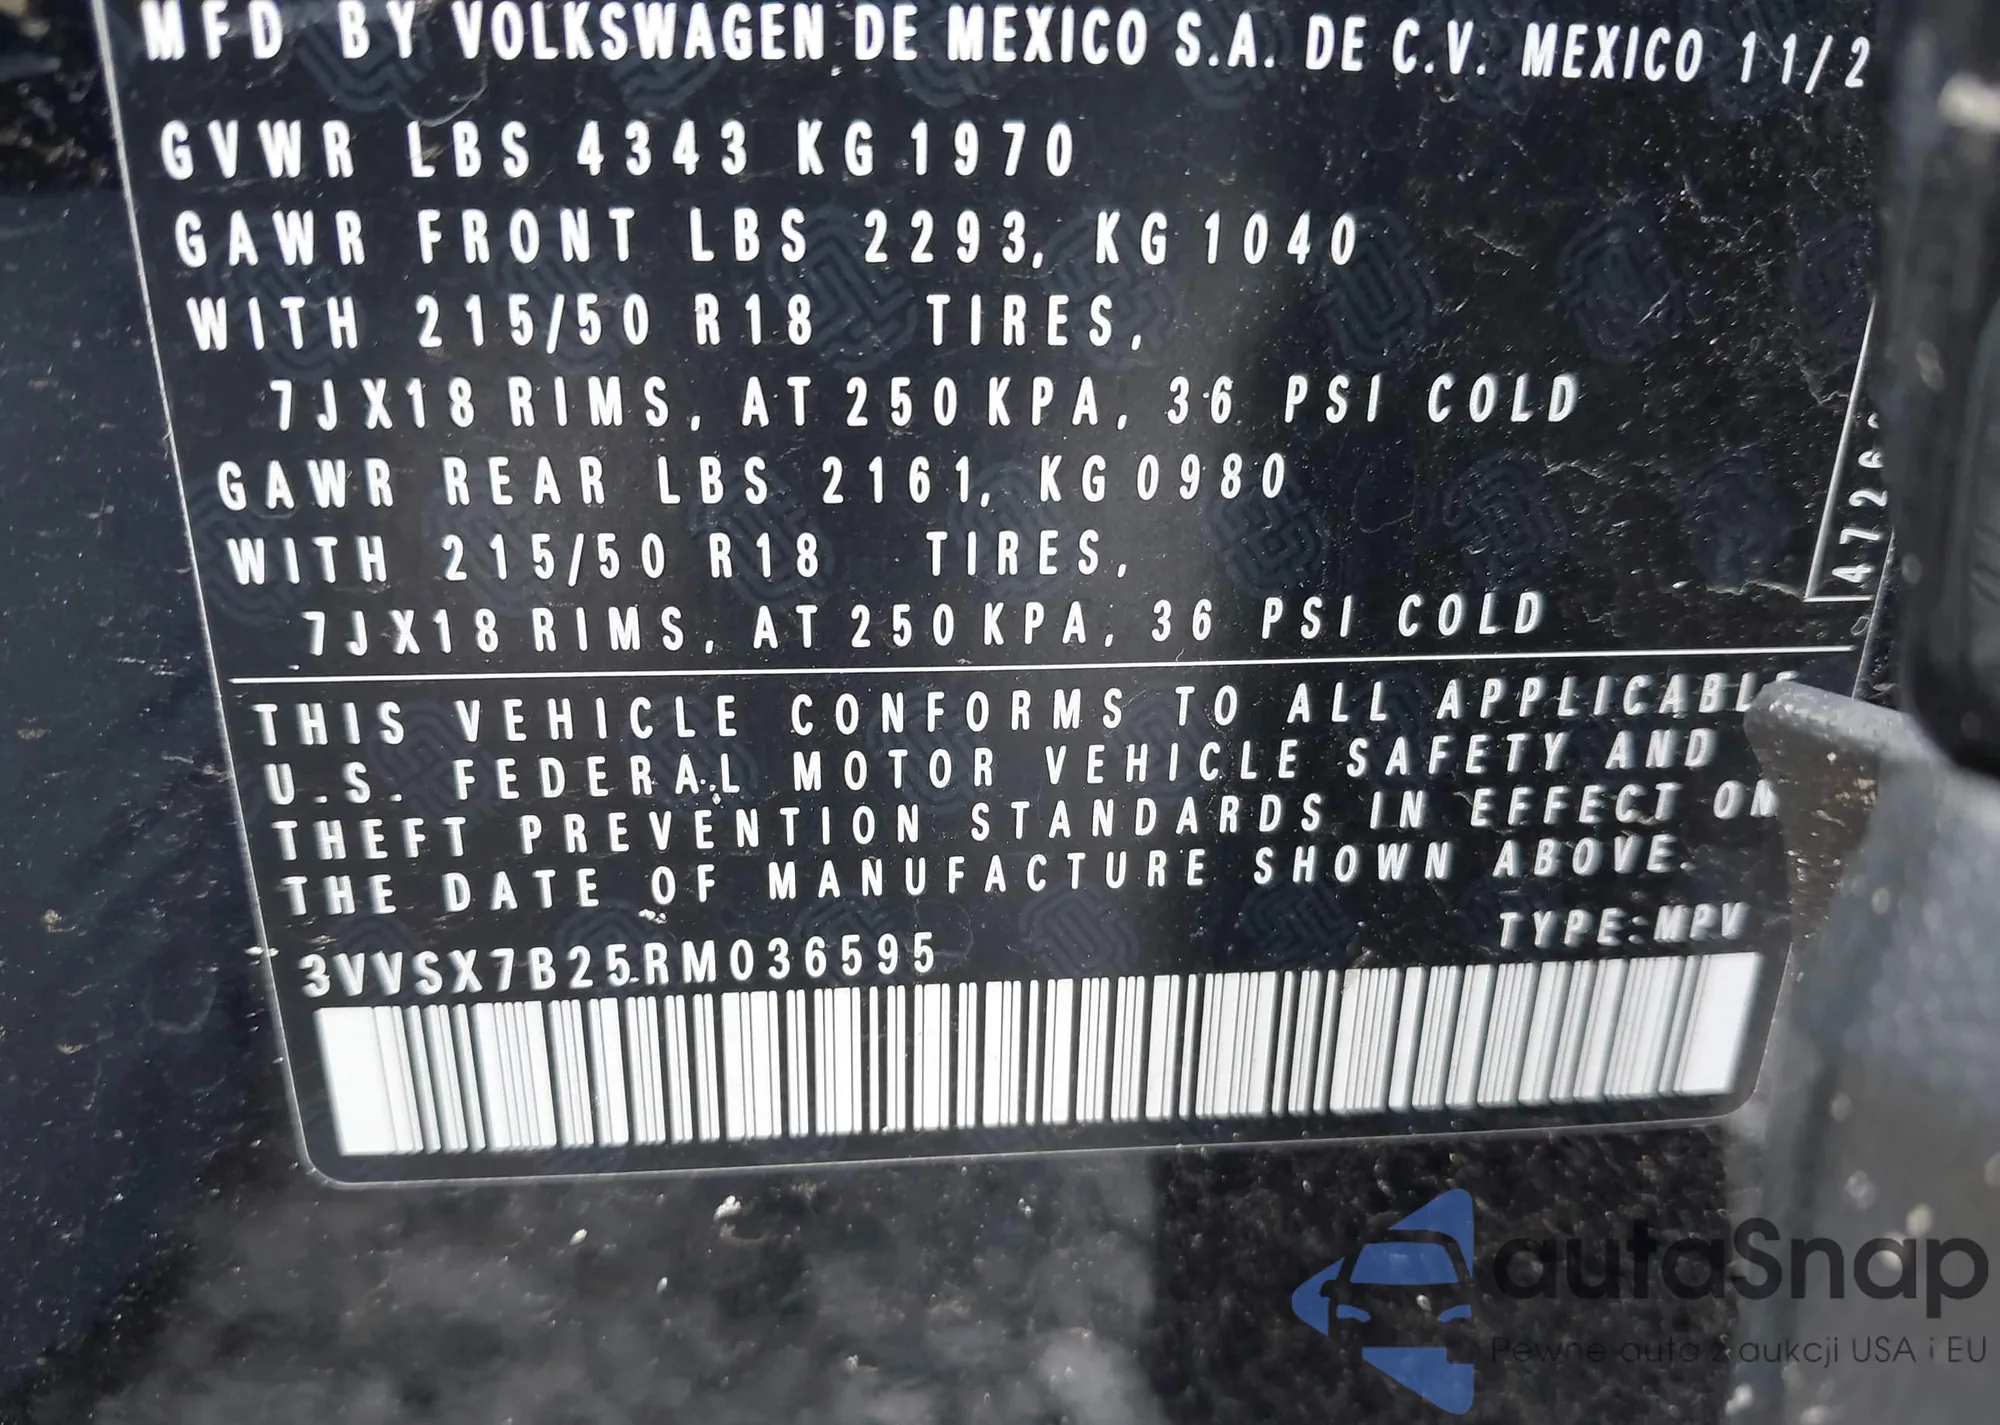 MFD BY VOLKSWAGEN DE MEXICO S.A. DE C.V. MEXICO 11/2
GVWR LBS 4343 KG 1970
GAWR FRONT LBS 2293, KG 1040
WITH 215/50 R18 TIRES,
7JX18 RIMS, AT 250 KPA, 36 PSI COLD
GAWR REAR LBS 2161, KG 0980
WITH 215/50 R18 TIRES,
7JX18 RIMS, AT 250 KPA, 36 PSI COLD
4726
THIS VEHICLE CONFORMS TO ALL APPLICABLE
U.S. FEDERAL MOTOR VEHICLE SAFETY AND
THEFT PREVENTION STANDARDS IN EFFECT ON
THE DATE OF MANUFACTURE SHOWN ABOVE.
3VVSX7B25RM036595 TYPE:MPV
autaSnap
Pewne auta z aukcji USA i EU